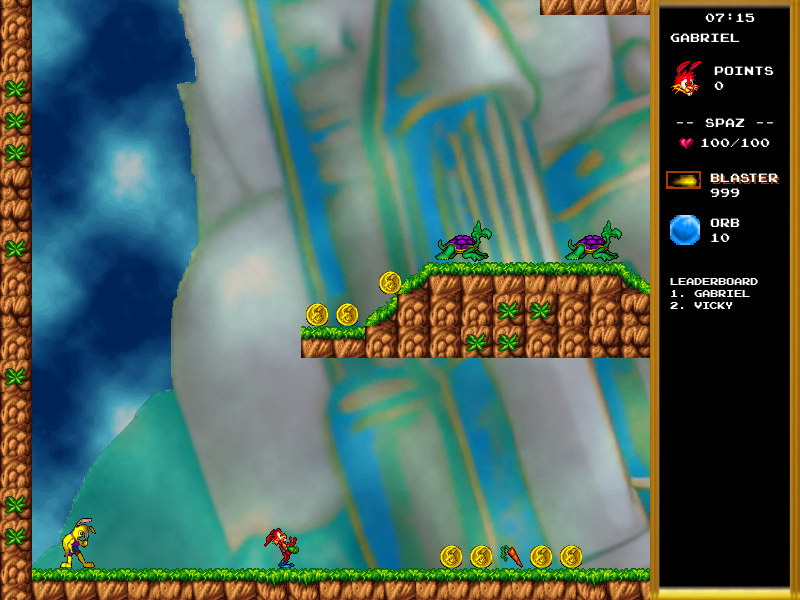 07:15
GABRIEL
POINTS
0
-- SPAZ --
100/100
BLASTER
999
ORB
10
LEADERBOARD
1. GABRIEL
2. VICKY